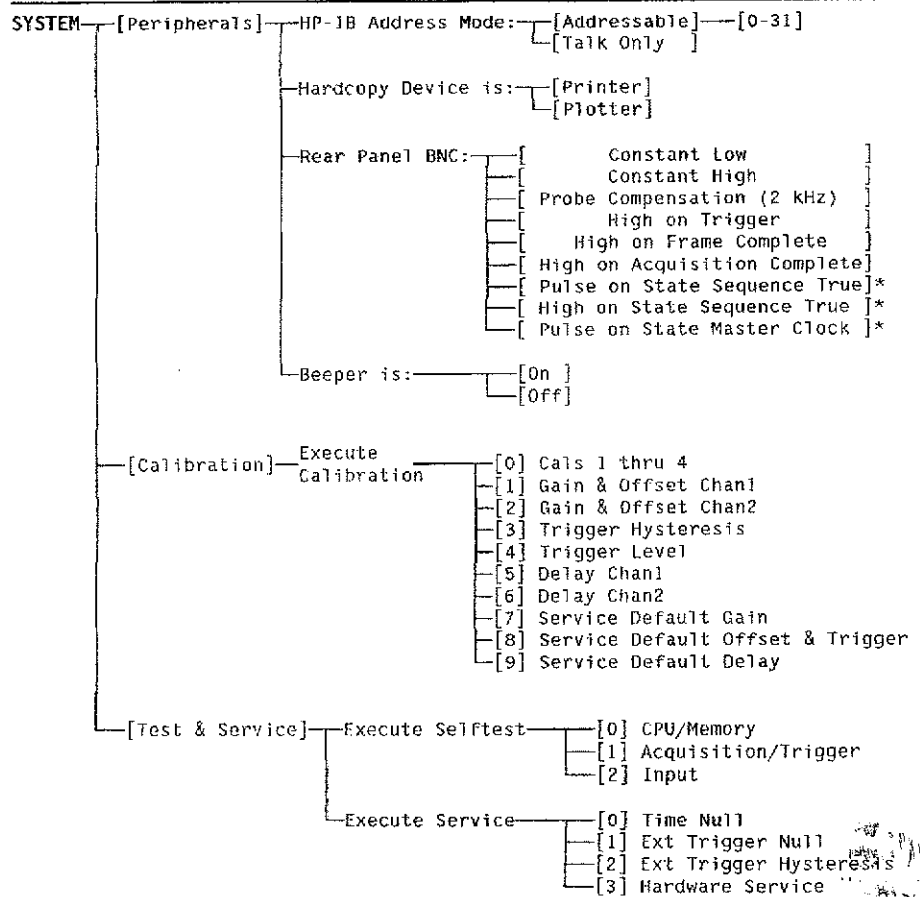 SYSTEM [Peripherals] HP-IB Address Mode: [Addressable] [0-31]
[Talk Only ]
Hardcopy Device is: [Printer]
[Plotter]
Rear Panel BNC: [ Constant Low ]
[ Constant High ]
[ Probe Compensation (2 kHz) ]
[ High on Trigger ]
[ High on Frame Complete ]
[ High on Acquisition Complete]
[ Pulse on State Sequence True]*
[ High on State Sequence True ]*
[ Pulse on State Master Clock ]*
Beeper is: [On ]
[Off]
[Calibration] Execute Calibration [0] Cals 1 thru 4
[1] Gain & Offset Chan1
[2] Gain & Offset Chan2
[3] Trigger Hysteresis
[4] Trigger Level
[5] Delay Chan1
[6] Delay Chan2
[7] Service Default Gain
[8] Service Default Offset & Trigger
[9] Service Default Delay
[Test & Service] Execute Selftest [0] CPU/Memory
[1] Acquisition/Trigger
[2] Input
Execute Service [0] Time Null
[1] Ext Trigger Null
[2] Ext Trigger Hysteresis
[3] Hardware Service